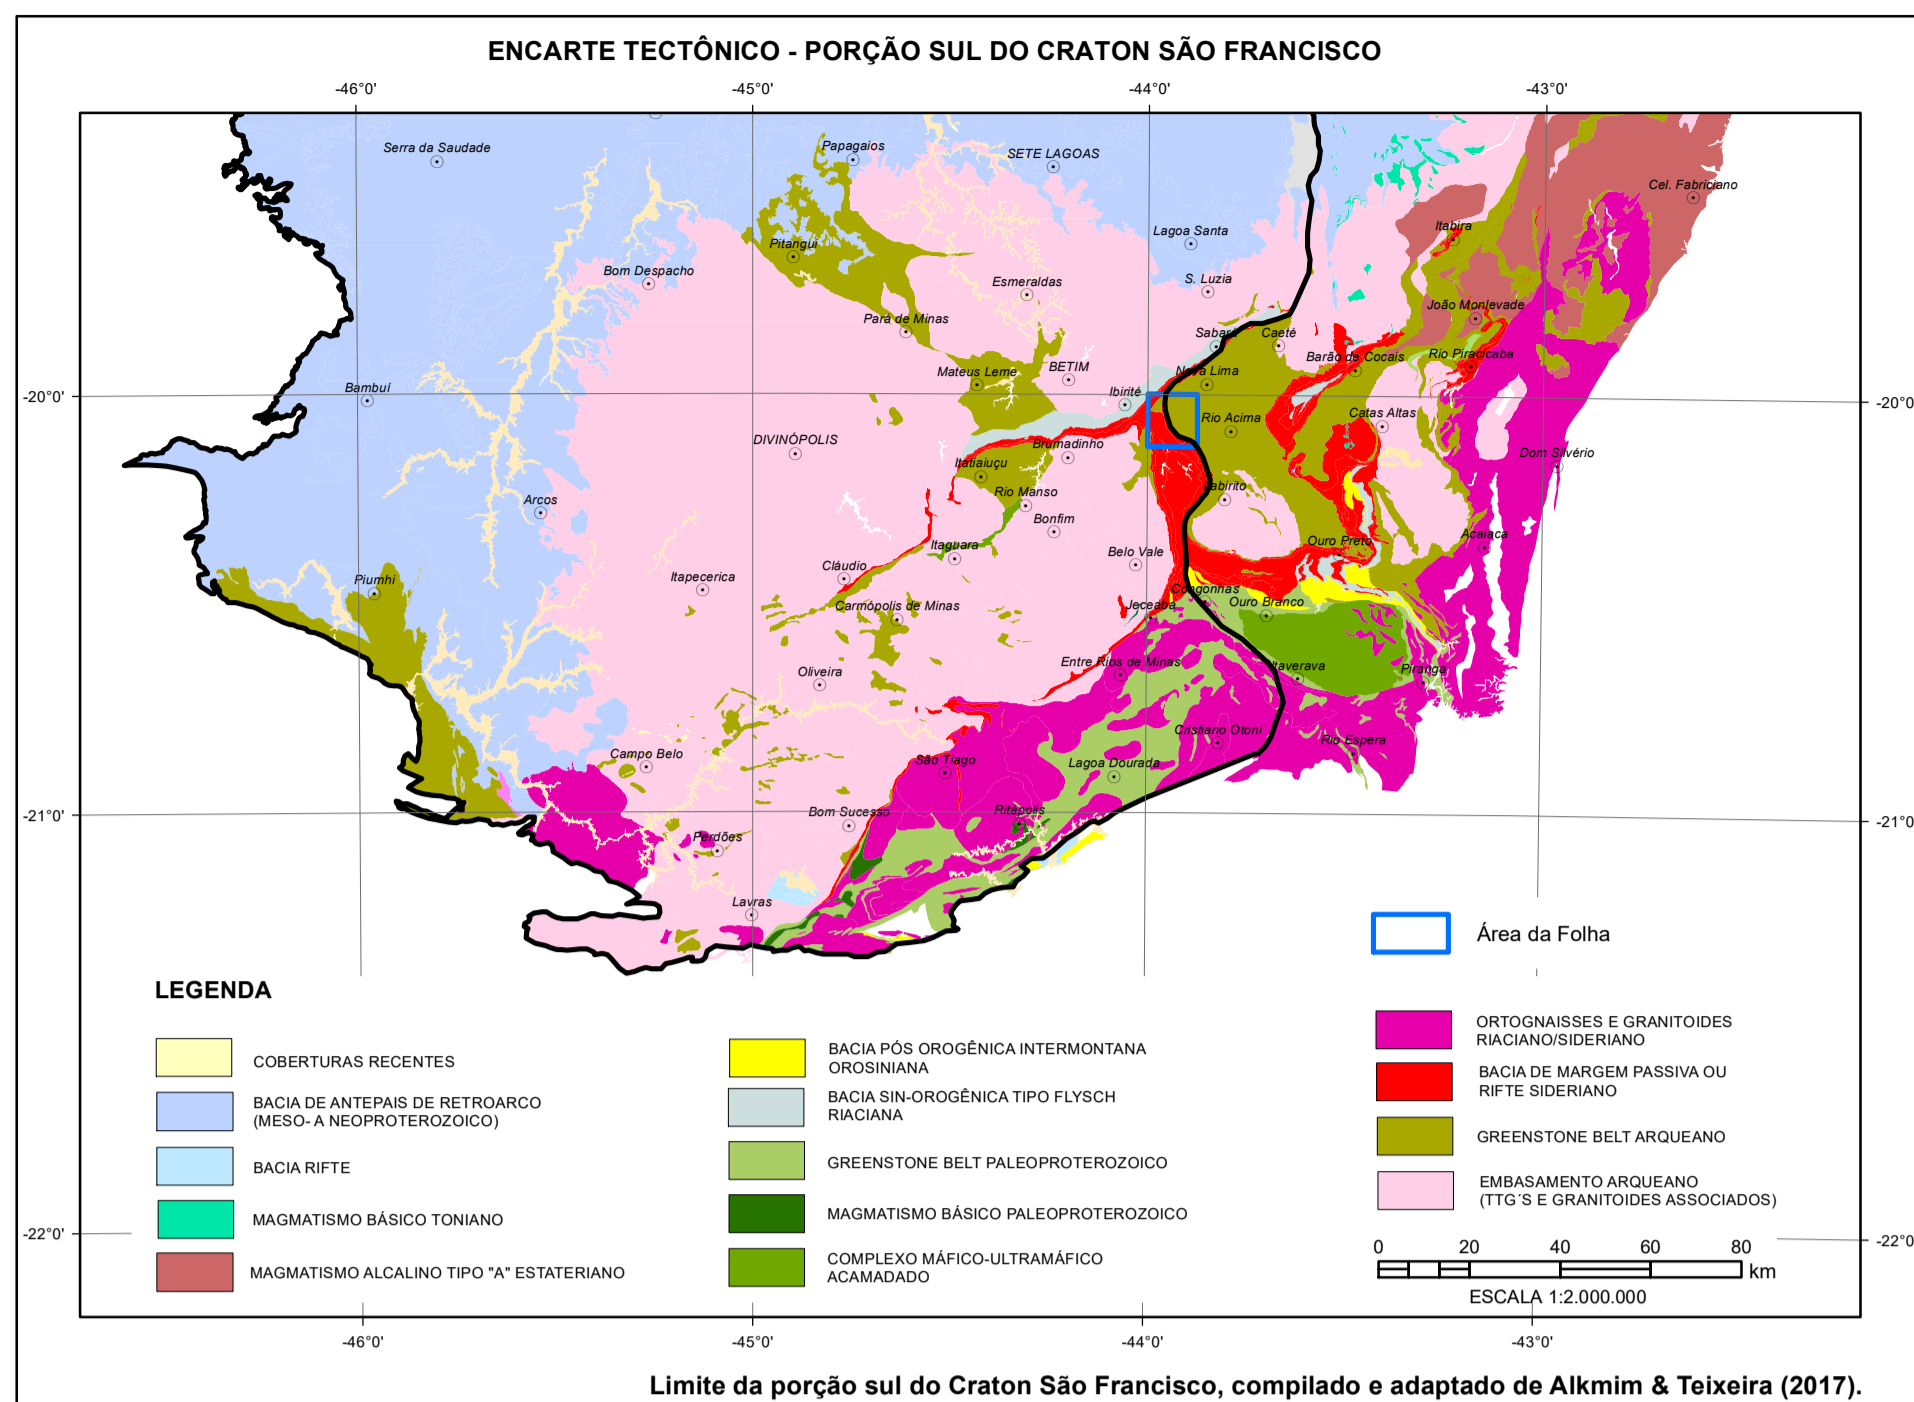 ENCARTE TECTÔNICO - PORÇÃO SUL DO CRATON SÃO FRANCISCO
-46°0' -45°0' -44°0' -43°0'
Serra da Saudade
Papagaios
SETE LAGOAS
Cel. Fabriciano
Itabira
Lagoa Santa
Pitangui
Bom Despacho
Esmeraldas
S. Luzia
João Monlevade
Pará de Minas
Sabará
Caeté
Barão de Cocais
Rio Piracicaba
Mateus Leme
BETIM
Nova Lima
Bambuí
Ibirité
-20°0'
-20°0'
Rio Acima
Catas Altas
DIVINÓPOLIS
Brumadinho
Dom Silvério
Itatiaiuçu
Arcos
Rio Manso
Itabirito
Bonfim
Ouro Preto
Acaiaca
Itaguara
Belo Vale
Cláudio
Piumhi
Itapecerica
Congonhas
Carmópolis de Minas
Jeceaba
Ouro Branco
Entre Rios de Minas
Itaverava
Piranga
Oliveira
Cristiano Otoni
Rio Espera
Campo Belo
São Tiago
Lagoa Dourada
Bom Sucesso
Ritápolis
-21°0'
-21°0'
Perdões
Lavras
Área da Folha
LEGENDA
COBERTURAS RECENTES
BACIA DE ANTEPAIS DE RETROARCO
(MESO- A NEOPROTEROZOICO)
BACIA RIFTE
MAGMATISMO BÁSICO TONIANO
MAGMATISMO ALCALINO TIPO "A" ESTATERIANO
BACIA PÓS OROGÊNICA INTERMONTANA
OROSINIANA
BACIA SIN-OROGÊNICA TIPO FLYSCH
RIACIANA
GREENSTONE BELT PALEOPROTEROZOICO
MAGMATISMO BÁSICO PALEOPROTEROZOICO
COMPLEXO MÁFICO-ULTRAMÁFICO
ACAMADADO
ORTOGNAISSES E GRANITOIDES
RIACIANO/SIDERIANO
BACIA DE MARGEM PASSIVA OU
RIFTE SIDERIANO
GREENSTONE BELT ARQUEANO
EMBASAMENTO ARQUEANO
(TTG´S E GRANITOIDES ASSOCIADOS)
-22°0'
-22°0'
0 20 40 60 80
km
ESCALA 1:2.000.000
-46°0' -45°0' -44°0' -43°0'
Limite da porção sul do Craton São Francisco, compilado e adaptado de Alkmim & Teixeira (2017).